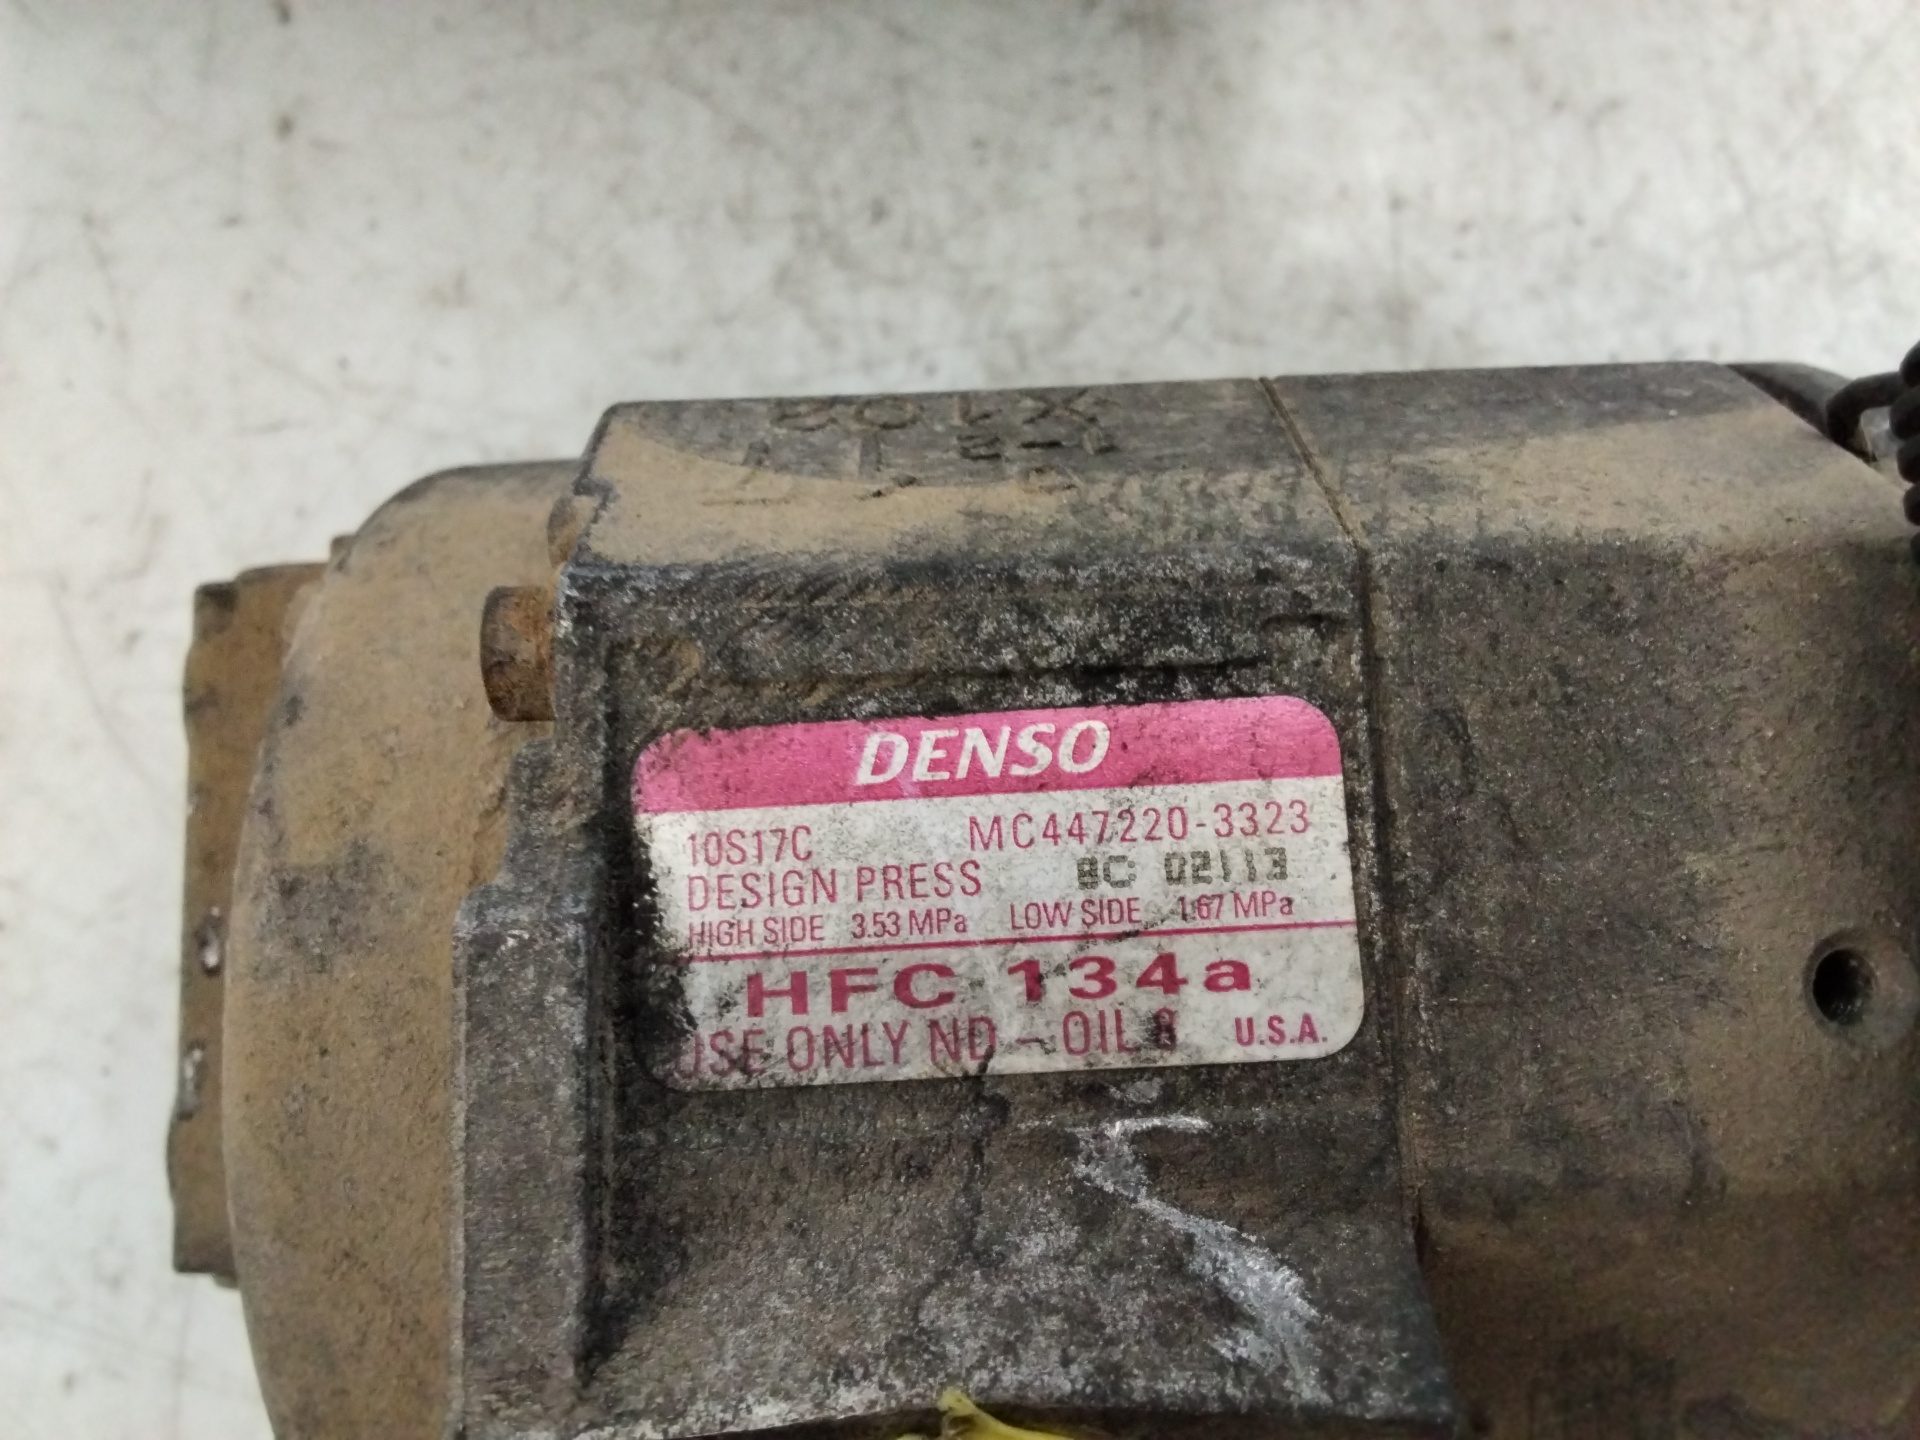 DENSO
10S17C MC447220-3323
DESIGN PRESS 8C 02113
HIGH SIDE 3.53 MPa LOW SIDE 1.67 MPa
HFC 134a
USE ONLY ND-OIL 8 U.S.A.